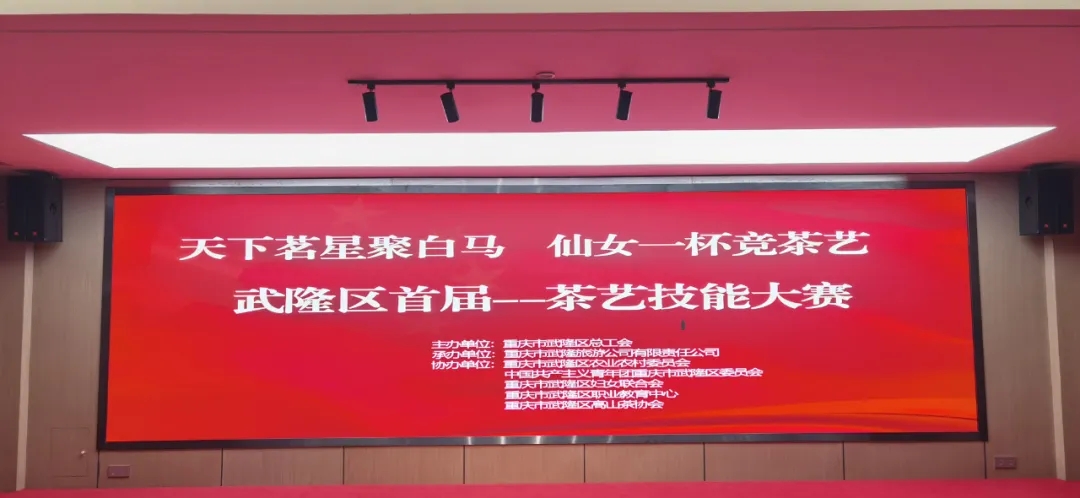 天下茗星聚白马 仙女一杯竞茶艺
武隆区首届--茶艺技能大赛
主办单位：重庆市武隆区总工会
承办单位：重庆市武隆旅游公司有限责任公司
协办单位：重庆市武隆区农业农村委员会
中国共产主义青年团重庆市武隆区委员会
重庆市武隆区妇女联合会
重庆市武隆区职业教育中心
重庆市武隆区高山茶协会